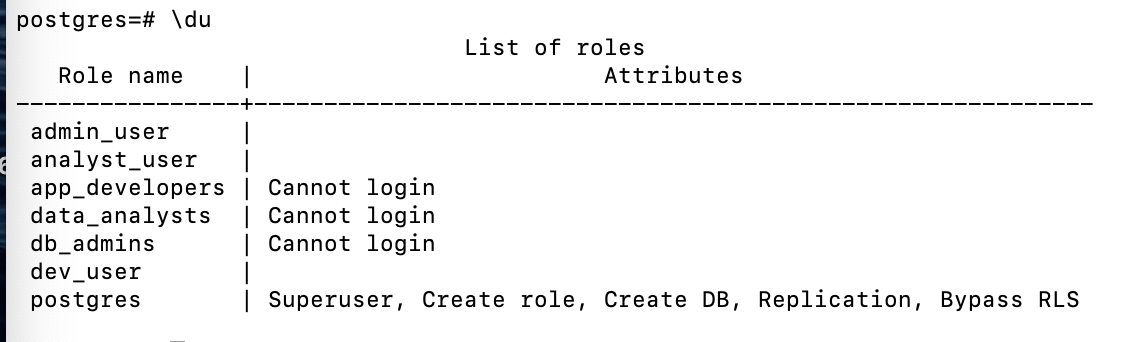 postgres=# \du
List of roles
Role name | Attributes
----------------+------------------------------------------------------------
admin_user |
analyst_user |
app_developers | Cannot login
data_analysts | Cannot login
db_admins | Cannot login
dev_user |
postgres | Superuser, Create role, Create DB, Replication, Bypass RLS